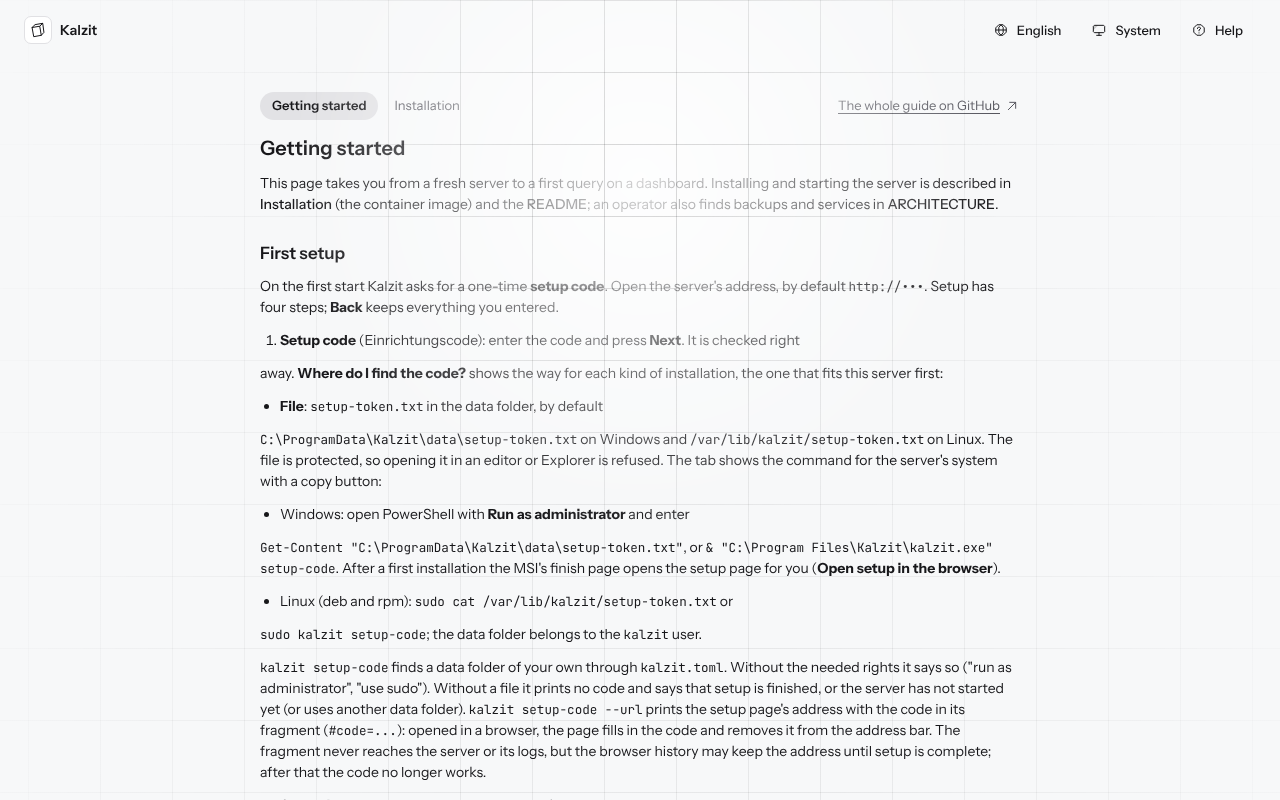 Kalzit
English
System
Help
Getting started
Installation
The whole guide on GitHub
Getting started
This page takes you from a fresh server to a first query on a dashboard. Installing and starting the server is described in
Installation (the container image) and the README; an operator also finds backups and services in ARCHITECTURE.
First setup
On the first start Kalzit asks for a one-time setup code. Open the server's address, by default http://•••. Setup has
four steps; Back keeps everything you entered.
1. Setup code (Einrichtungscode): enter the code and press Next. It is checked right
away. Where do I find the code? shows the way for each kind of installation, the one that fits this server first:
• File: setup-token.txt in the data folder, by default
C:\ProgramData\Kalzit\data\setup-token.txt on Windows and /var/lib/kalzit/setup-token.txt on Linux. The
file is protected, so opening it in an editor or Explorer is refused. The tab shows the command for the server's system
with a copy button:
• Windows: open PowerShell with Run as administrator and enter
Get-Content "C:\ProgramData\Kalzit\data\setup-token.txt", or & "C:\Program Files\Kalzit\kalzit.exe"
setup-code. After a first installation the MSI's finish page opens the setup page for you (Open setup in the browser).
• Linux (deb and rpm): sudo cat /var/lib/kalzit/setup-token.txt or
sudo kalzit setup-code; the data folder belongs to the kalzit user.
kalzit setup-code finds a data folder of your own through kalzit.toml. Without the needed rights it says so ("run as
administrator", "use sudo"). Without a file it prints no code and says that setup is finished, or the server has not started
yet (or uses another data folder). kalzit setup-code --url prints the setup page's address with the code in its
fragment (#code=...): opened in a browser, the page fills in the code and removes it from the address bar. The
fragment never reaches the server or its logs, but the browser history may keep the address until setup is complete;
after that the code no longer works.